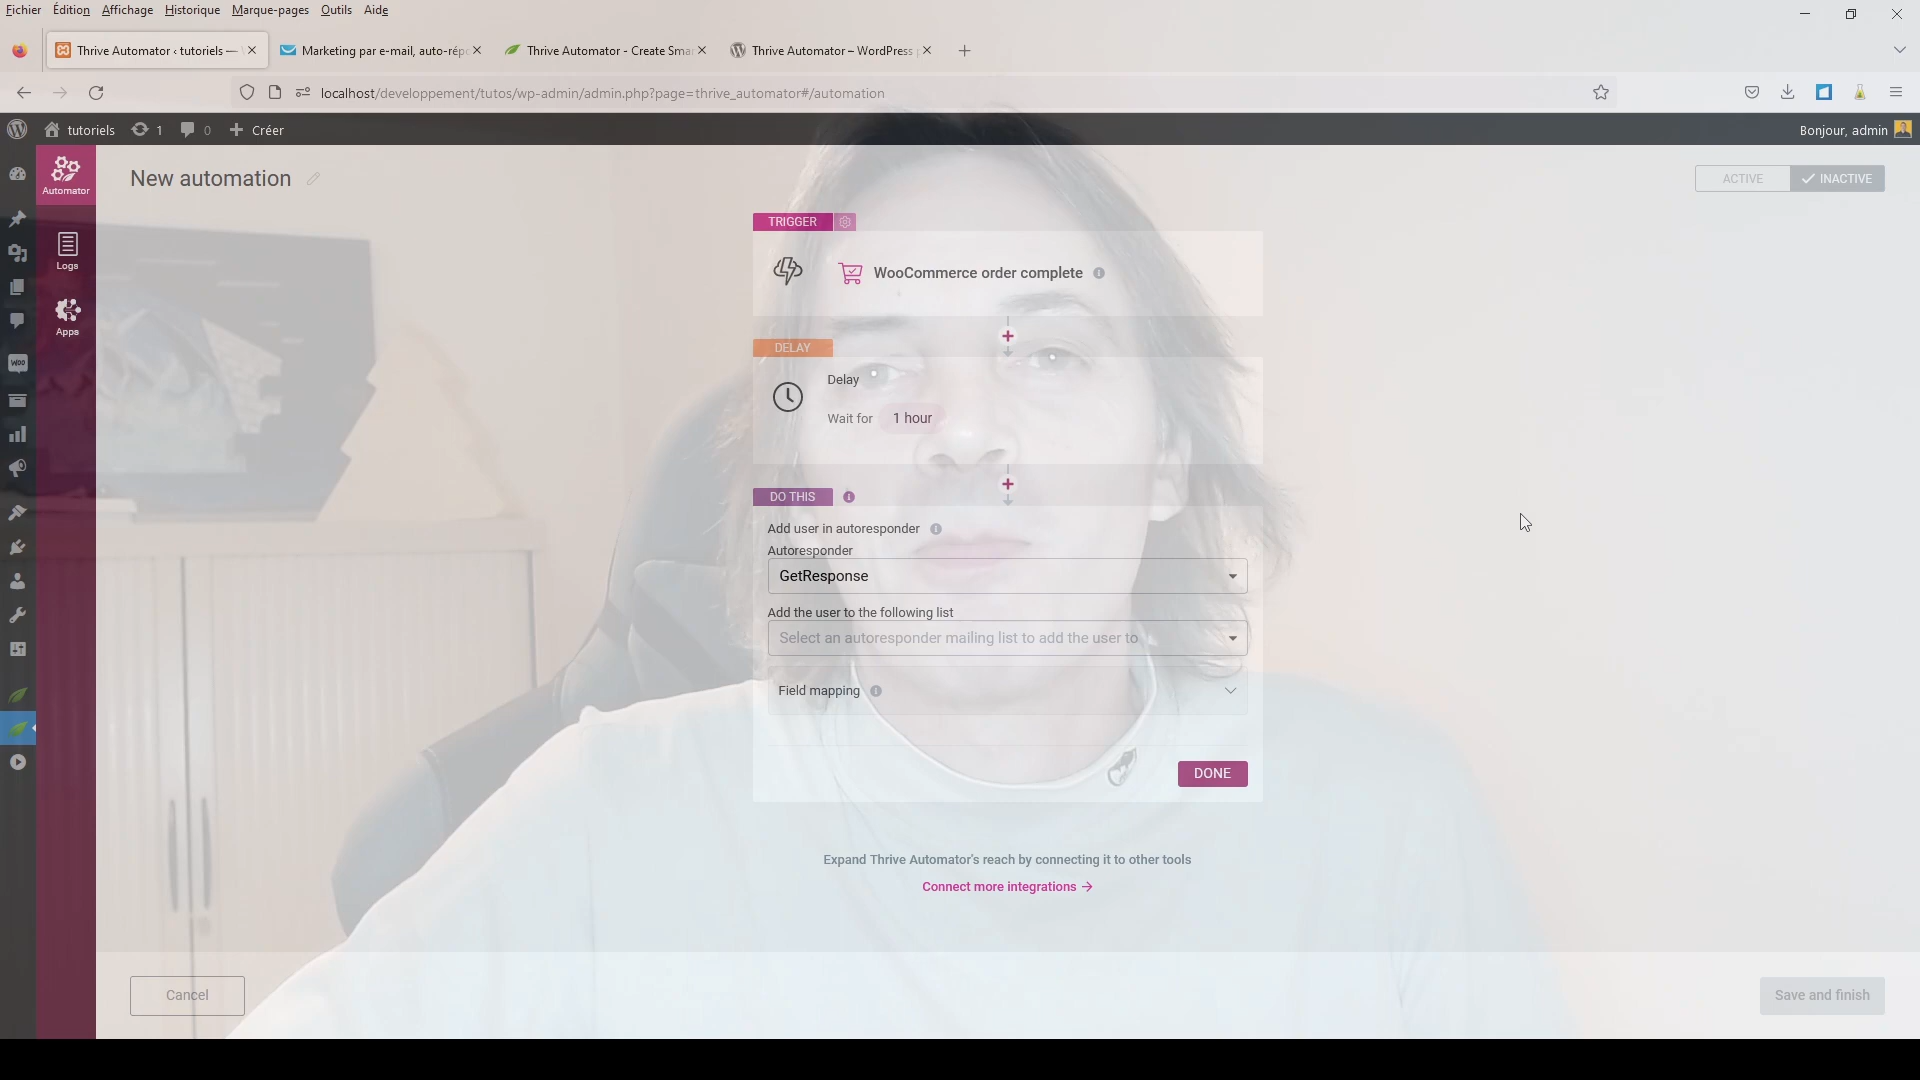 Fichier Édition Affichage Historique Marque-pages Outils Aide
Thrive Automator ‹ tutoriels —
Marketing par e-mail, auto-rép
Thrive Automator - Create Sma
Thrive Automator – WordPress
localhost/developpement/tutos/wp-admin/admin.php?page=thrive_automator#/automation
tutoriels 1 0 Créer
Bonjour, admin
Automator
New automation
ACTIVE
INACTIVE
TRIGGER
Logs
WooCommerce order complete
Apps
DELAY
WOO
Delay
Wait for 1 hour
DO THIS
Add user in autoresponder
Autoresponder
GetResponse
Add the user to the following list
Select an autoresponder mailing list to add the user to
Field mapping
DONE
Expand Thrive Automator's reach by connecting it to other tools
Connect more integrations
Cancel
Save and finish